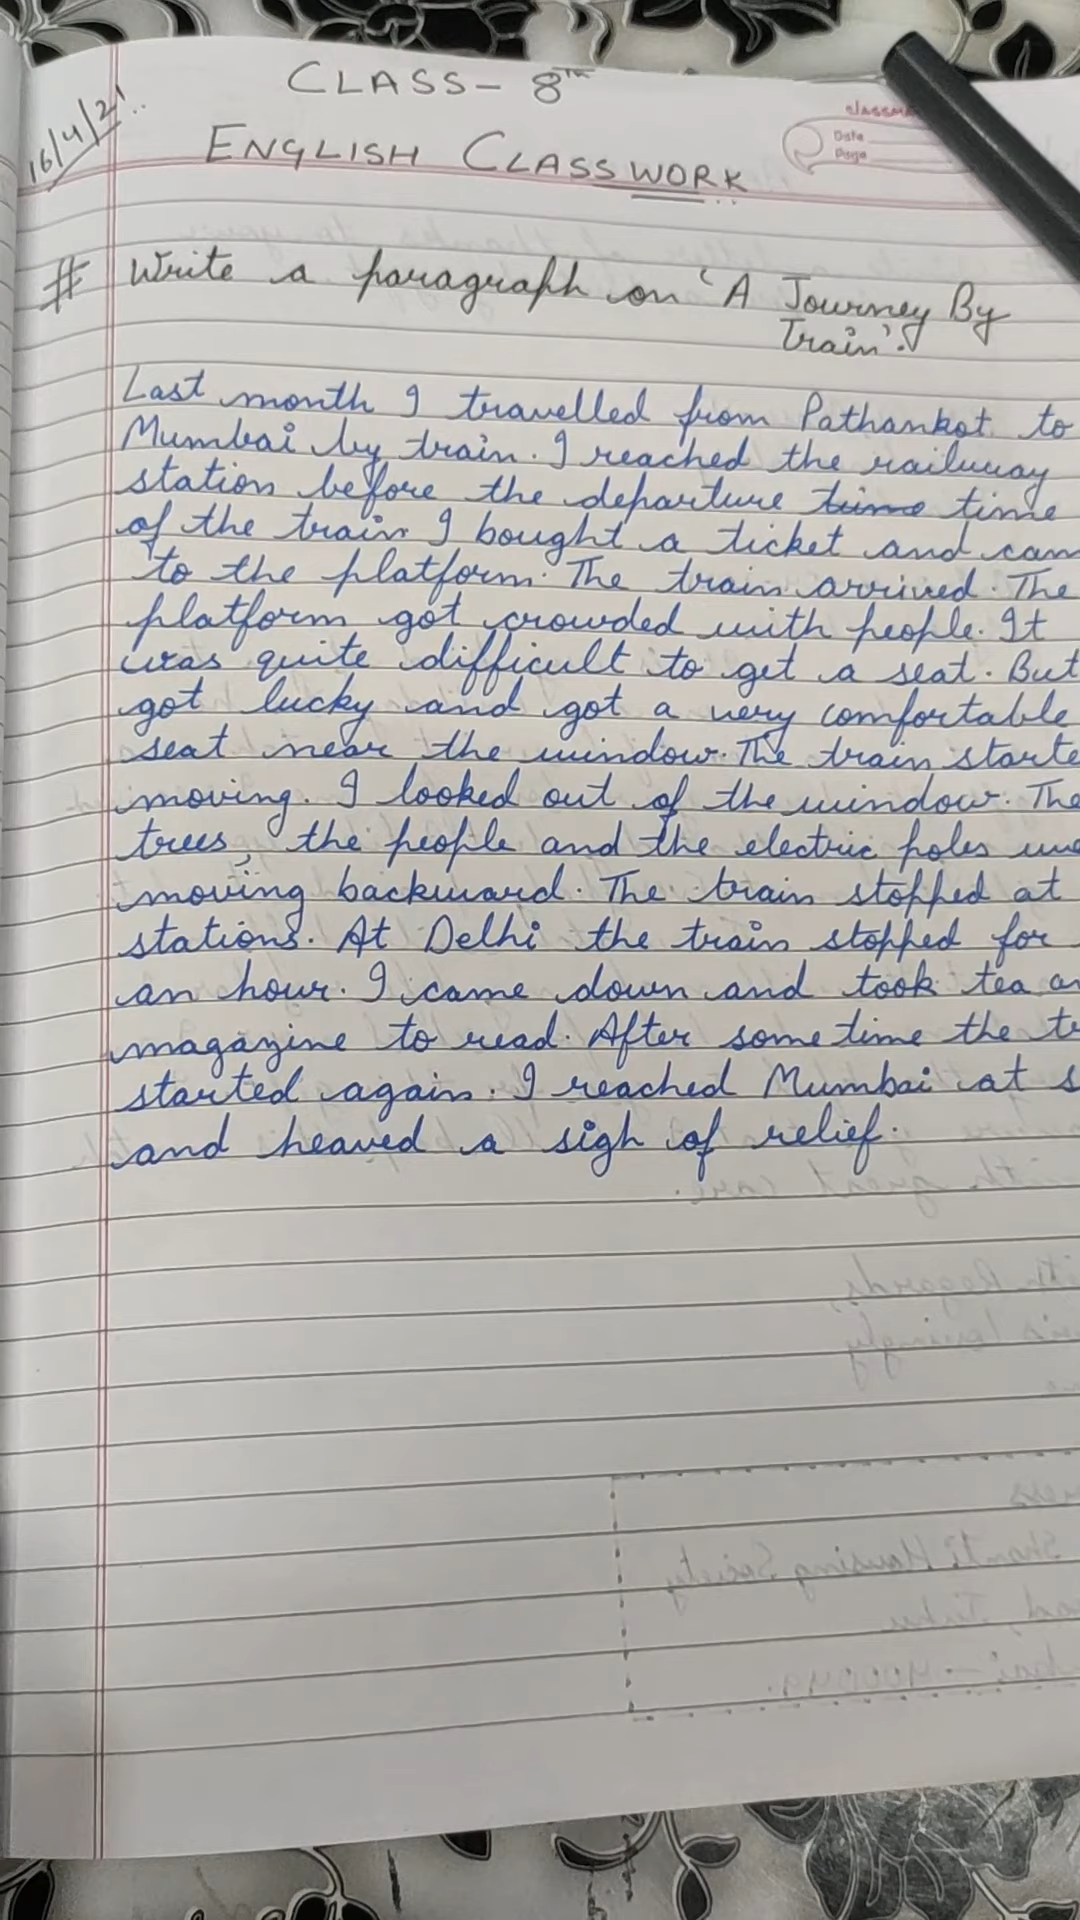 16/4/21
CLASS- 8TH
ENGLISH CLASSWORK
classma
Date
Page
# Write a paragraph on 'A Journey By
Train'.
Last month I travelled from Pathankot to
Mumbai by train. I reached the railway
station before the departure time time
of the train I bought a ticket and cam
to the platform. The train arrived. The
platform got crowded with people. It
was quite difficult to get a seat. But
got lucky and got a very comfortable
seat near the window. The train starte
moving. I looked out of the window. The
trees, the people and the electric poles we
moving backward. The train stopped at
stations. At Delhi the train stopped for
an hour. I came down and took tea an
magazine to read. After some time the tr
started again. I reached Mumbai at s
and heaved a sigh of relief.